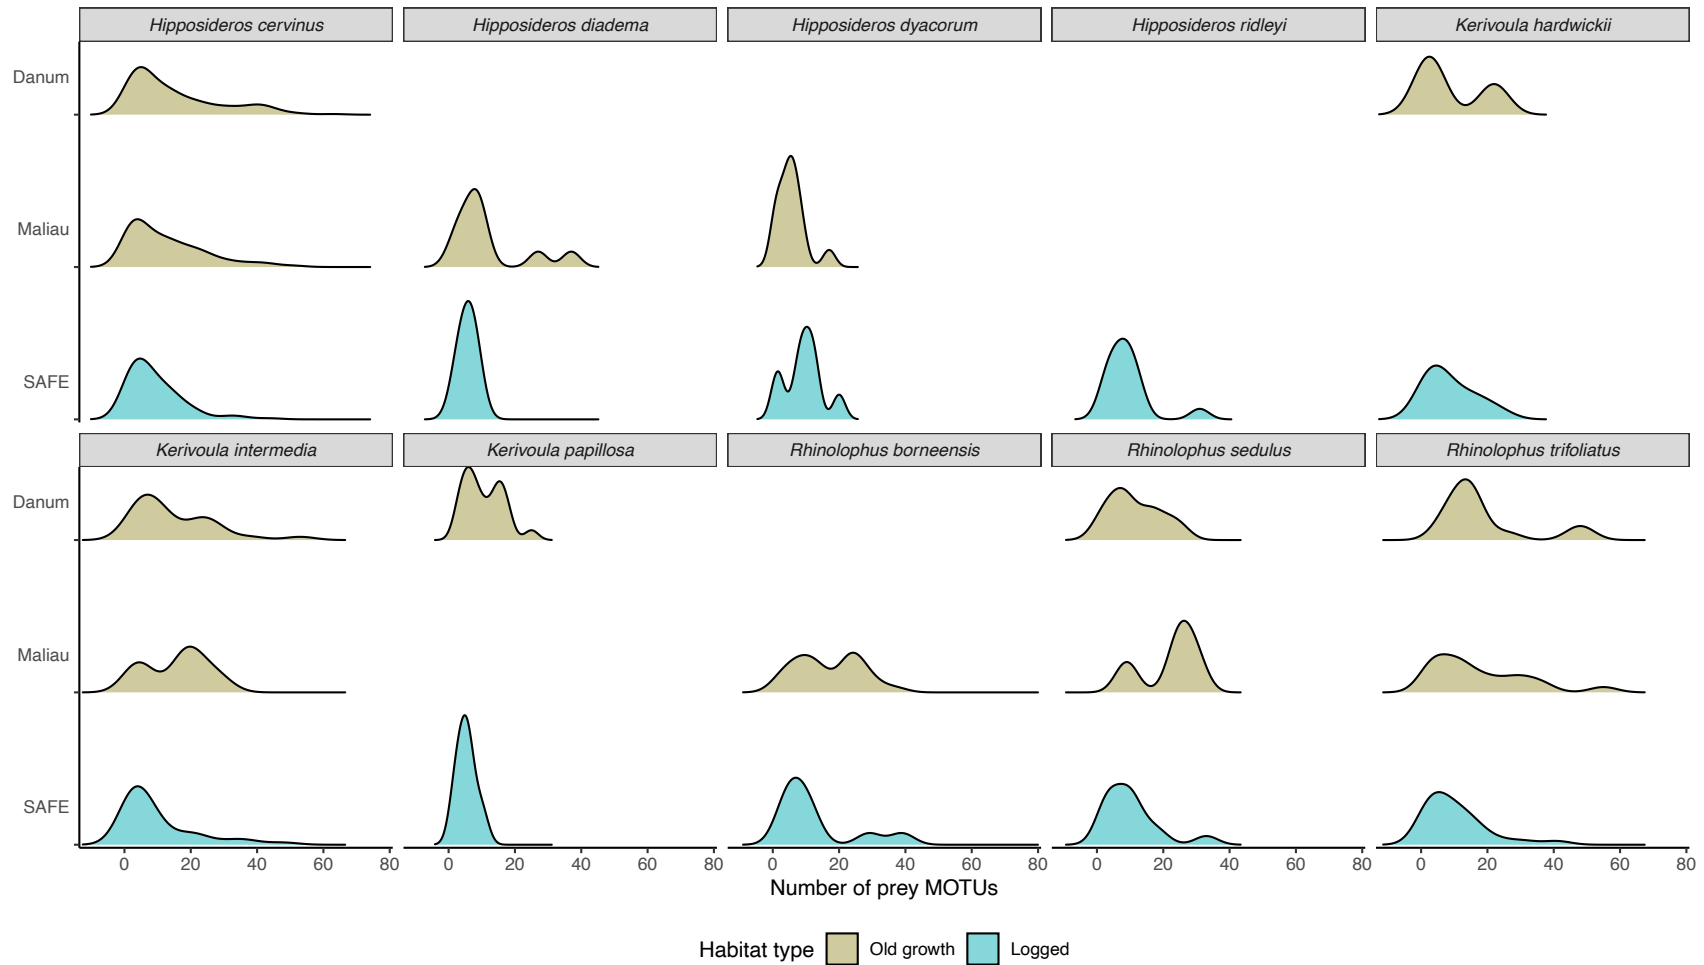 Hipposideros cervinus Hipposideros diadema Hipposideros dyacorum Hipposideros ridleyi Kerivoula hardwickii
Danum
Maliau
SAFE
Kerivoula intermedia Kerivoula papillosa Rhinolophus borneensis Rhinolophus sedulus Rhinolophus trifoliatus
Danum
Maliau
SAFE
0 20 40 60 80 0 20 40 60 80 0 20 40 60 80 0 20 40 60 80 0 20 40 60 80
Number of prey MOTUs
Habitat type Old growth Logged